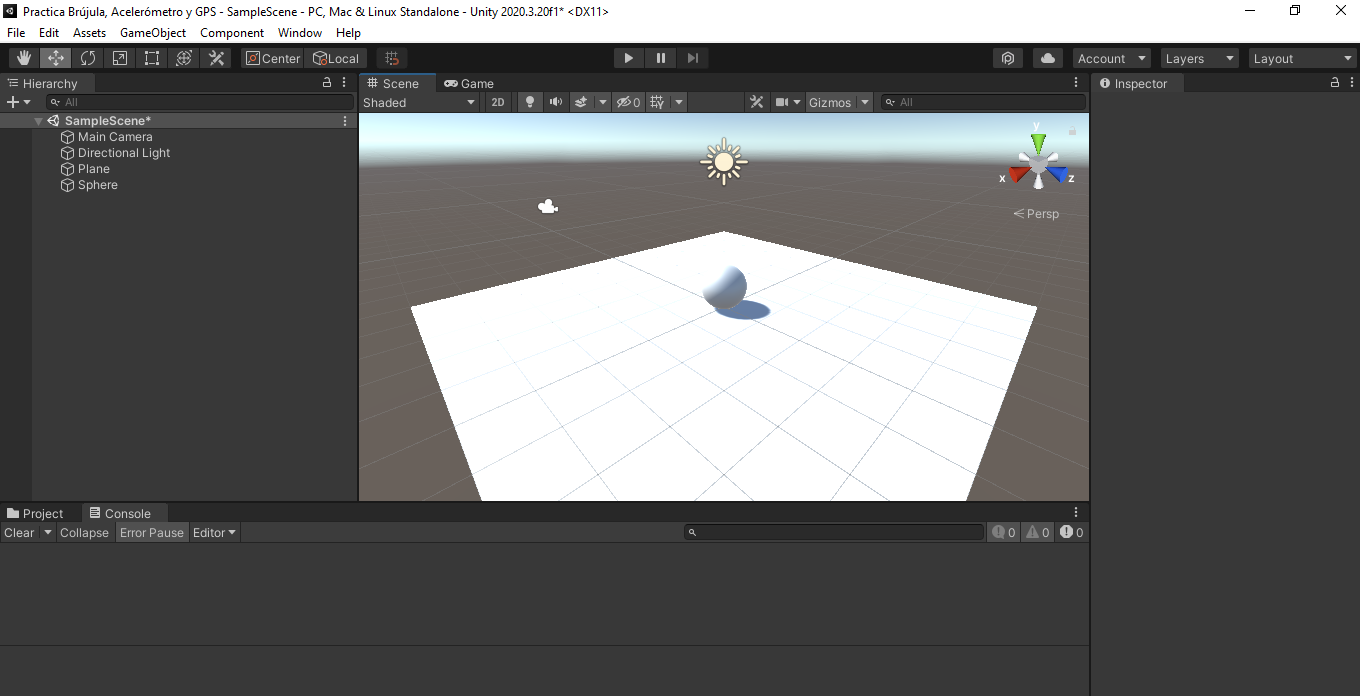 Practica Brújula, Acelerómetro y GPS - SampleScene - PC, Mac & Linux Standalone - Unity 2020.3.20f1* <DX11>
File Edit Assets GameObject Component Window Help
Center Local Account Layers Layout
Hierarchy
All
SampleScene*
Main Camera
Directional Light
Plane
Sphere
Scene Game
Shaded 2D 0 Gizmos All
y
x z
Persp
Inspector
Project Console
Clear Collapse Error Pause Editor 0 0 0